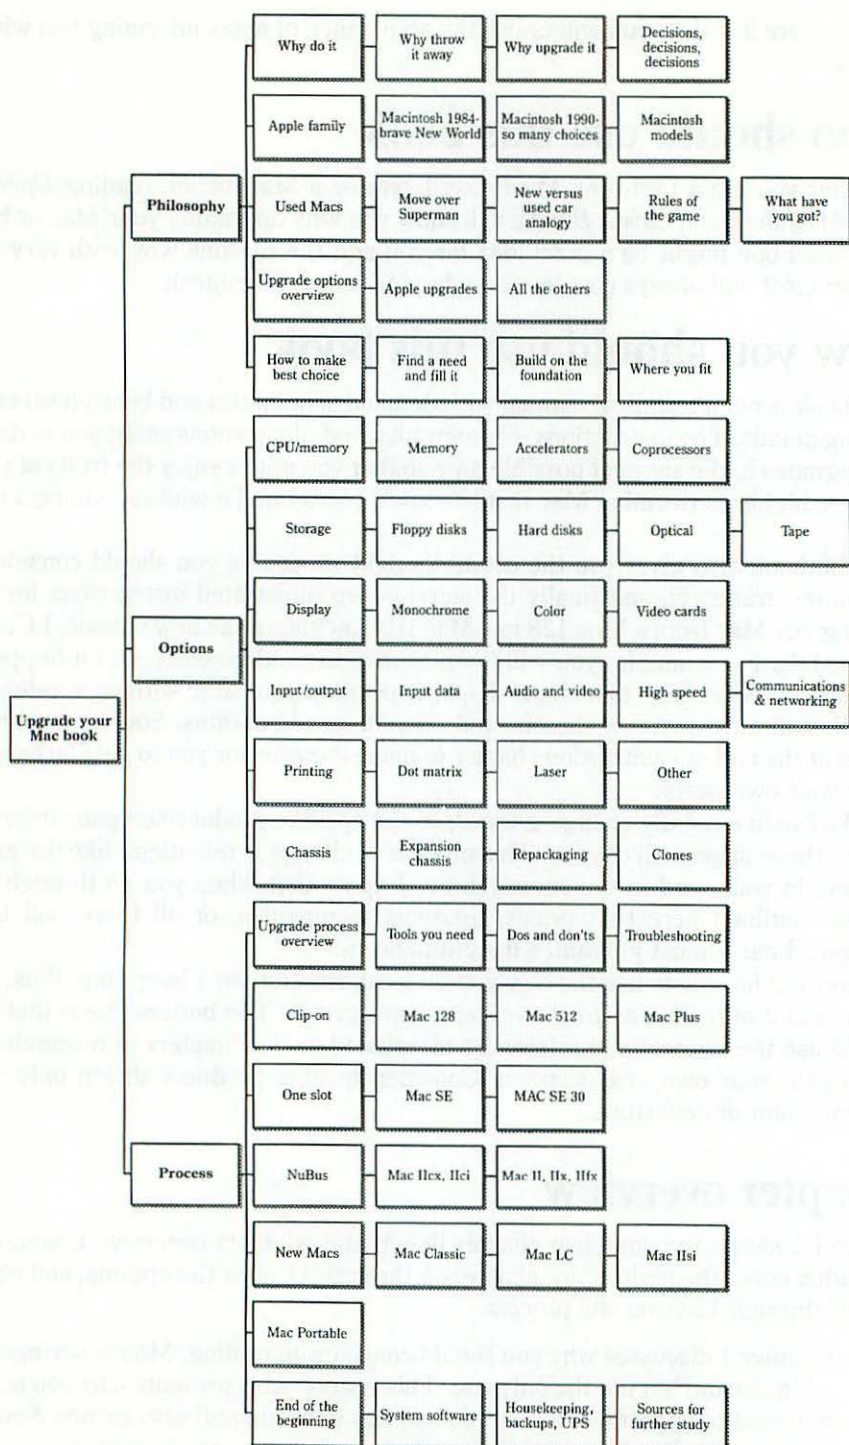 Why do it
Why throw
it away
Why upgrade it
Decisions,
decisions,
decisions
Apple family
Macintosh 1984-
brave New World
Macintosh 1990-
so many choices
Macintosh
models
Philosophy
Used Macs
Move over
Superman
New versus
used car
analogy
Rules of
the game
What have
you got?
Upgrade options
overview
Apple upgrades
All the others
How to make
best choice
Find a need
and fill it
Build on the
foundation
Where you fit
CPU/memory
Memory
Accelerators
Coprocessors
Storage
Floppy disks
Hard disks
Optical
Tape
Display
Monochrome
Color
Video cards
Options
Input/output
Input data
Audio and video
High speed
Communications
& networking
Upgrade your
Mac book
Printing
Dot matrix
Laser
Other
Chassis
Expansion
chassis
Repackaging
Clones
Upgrade process
overview
Tools you need
Dos and don'ts
Troubleshooting
Clip-on
Mac 128
Mac 512
Mac Plus
One slot
Mac SE
MAC SE 30
Process
NuBus
Mac IIcx, IIci
Mac II, IIx, IIfx
New Macs
Mac Classic
Mac LC
Mac IIsi
Mac Portable
End of the
beginning
System software
Housekeeping,
backups, UPS
Sources for
further study